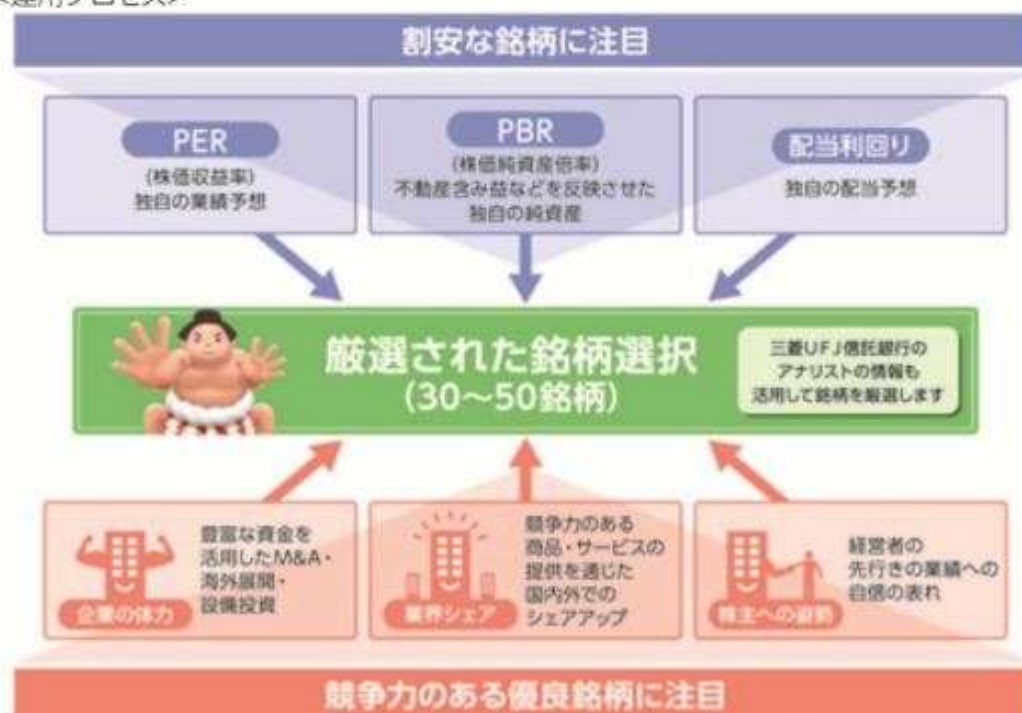 割安な銘柄に注目
PER
(株価収益率)
独自の業績予想
PBR
(株価純資産倍率)
不動産含み益などを反映させた
独自の純資産
配当利回り
独自の配当予想
厳選された銘柄選択
(30～50銘柄)
三菱UFJ信託銀行の
アナリストの情報も
活用して銘柄を厳選します
豊富な資金を
活用したM&A・
海外展開・
設備投資
企業の体力
競争力のある
商品・サービスの
提供を通じた
国内外での
シェアアップ
業界シェア
経営者の
先行きの業績への
自信の表れ
株主への姿勢
競争力のある優良銘柄に注目